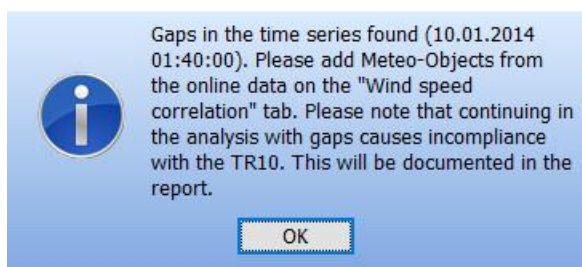 Gaps in the time series found (10.01.2014
01:40:00). Please add Meteo-Objects from
the online data on the "Wind speed
correlation" tab. Please note that continuing in
the analysis with gaps causes incompliance
with the TR10. This will be documented in the
report.
OK